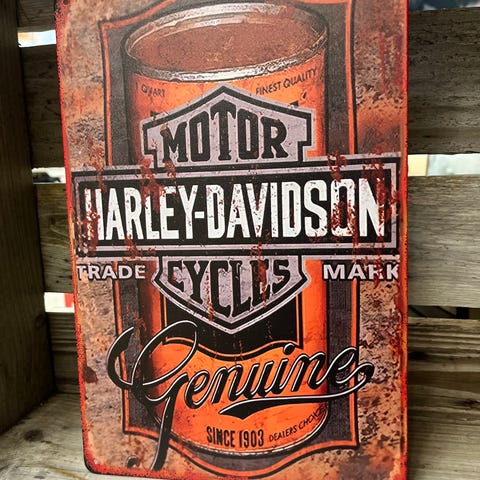 QUART
FINEST QUALITY
MOTOR
HARLEY-DAVIDSON
TRADE MARK
CYCLES
Genuine
SINCE 1903
DEALERS CHOICE